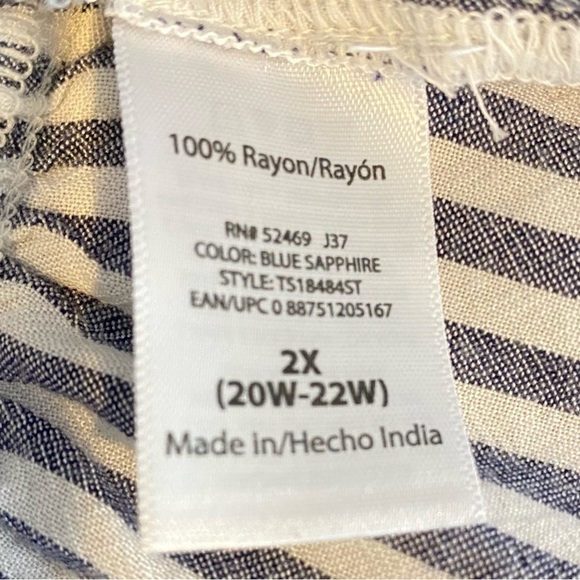 100% Rayon/Rayón
RN# 52469 J37
COLOR: BLUE SAPPHIRE
STYLE: TS18484ST
EAN/UPC 0 88751205167
2X
(20W-22W)
Made in/Hecho India